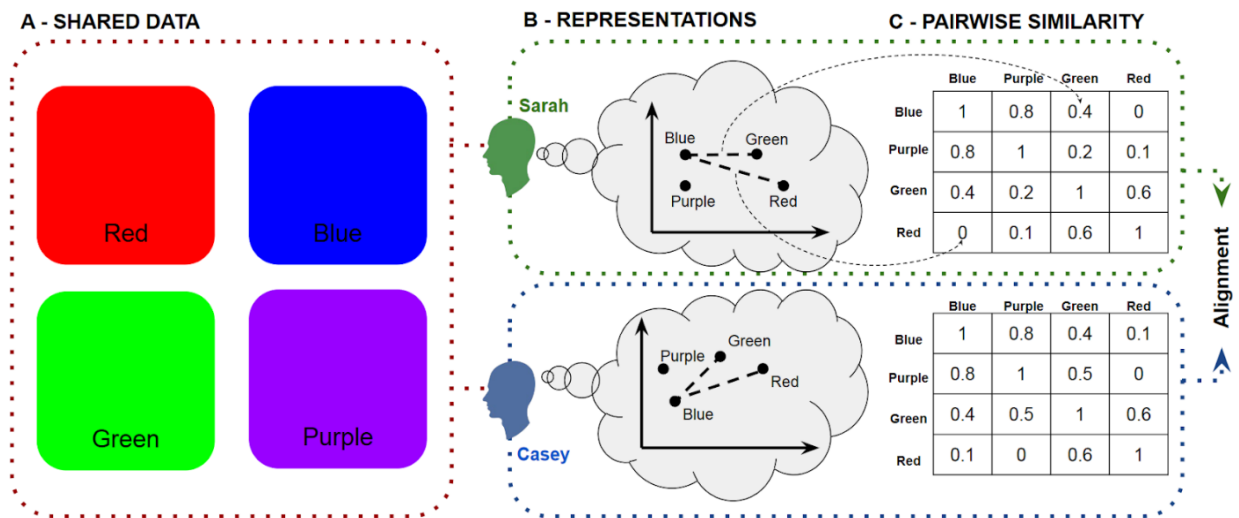 A - SHARED DATA
Red
Blue
Green
Purple
B - REPRESENTATIONS
Sarah
Blue
Green
Purple
Red
Casey
Purple
Green
Red
Blue
C - PAIRWISE SIMILARITY
Blue Purple Green Red
Blue 1 0.8 0.4 0
Purple 0.8 1 0.2 0.1
Green 0.4 0.2 1 0.6
Red 0 0.1 0.6 1
Blue Purple Green Red
Blue 1 0.8 0.4 0.1
Purple 0.8 1 0.5 0
Green 0.4 0.5 1 0.6
Red 0.1 0 0.6 1
Alignment